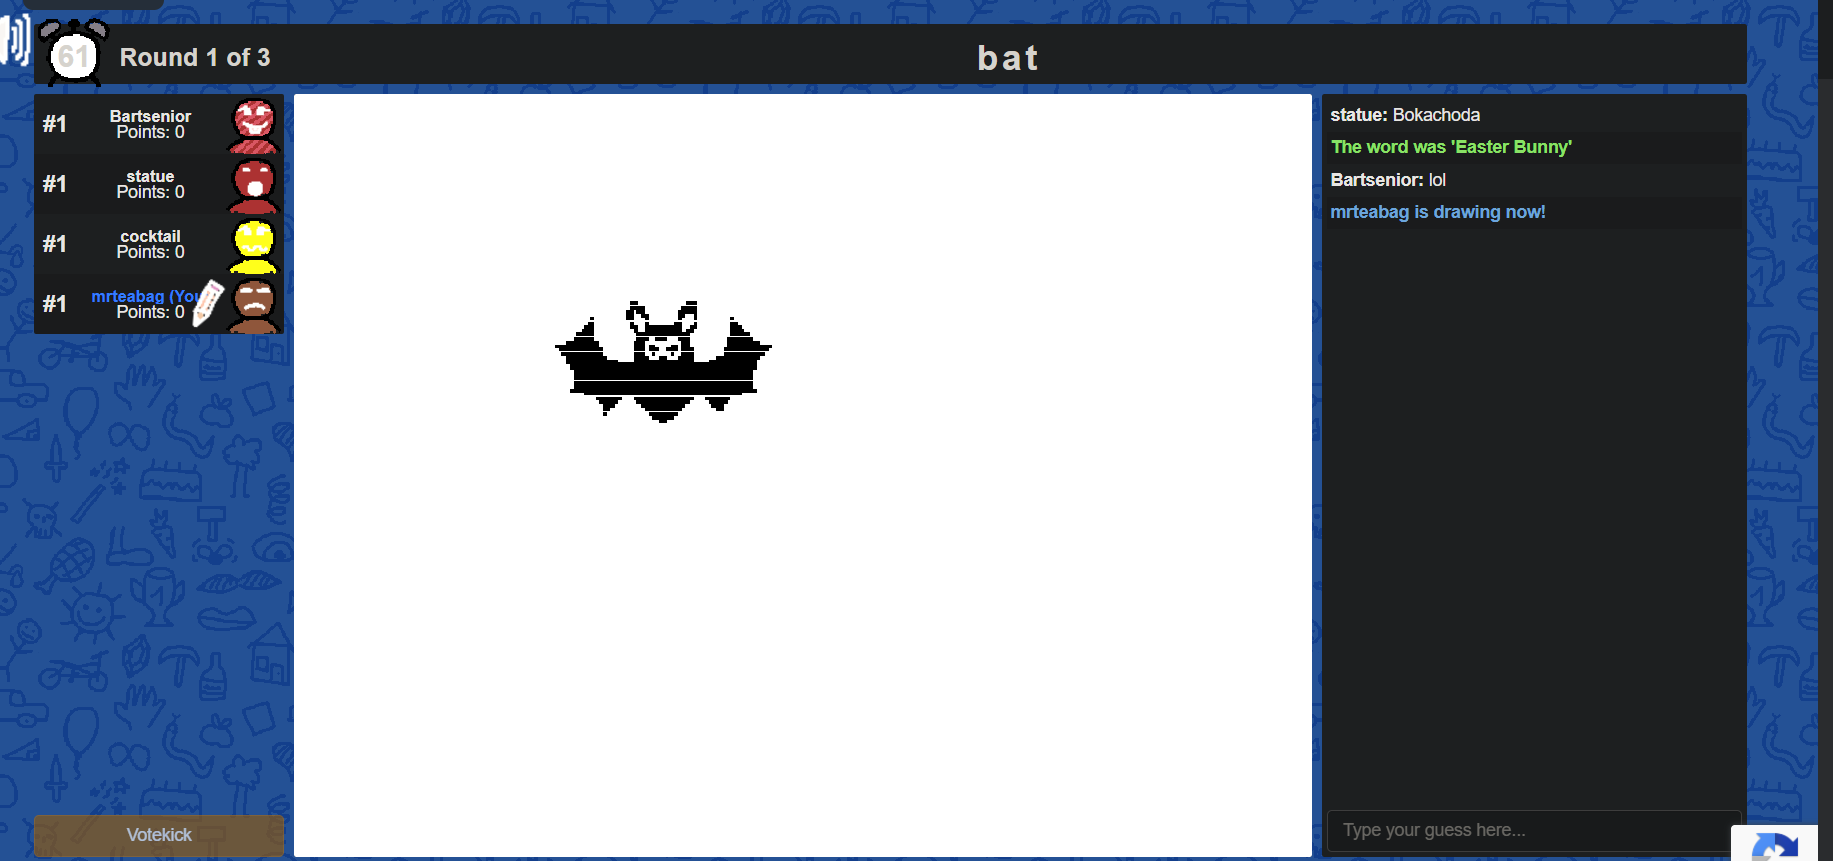 61
Round 1 of 3
bat
#1
Bartsenior
Points: 0
#1
statue
Points: 0
#1
cocktail
Points: 0
#1
mrteabag (You
Points: 0
Votekick
statue: Bokachoda
The word was 'Easter Bunny'
Bartsenior: lol
mrteabag is drawing now!
Type your guess here...